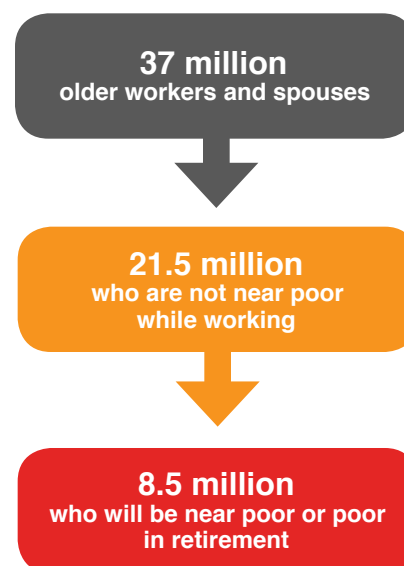 37 million
older workers and spouses
21.5 million
who are not near poor
while working
8.5 million
who will be near poor or poor
in retirement